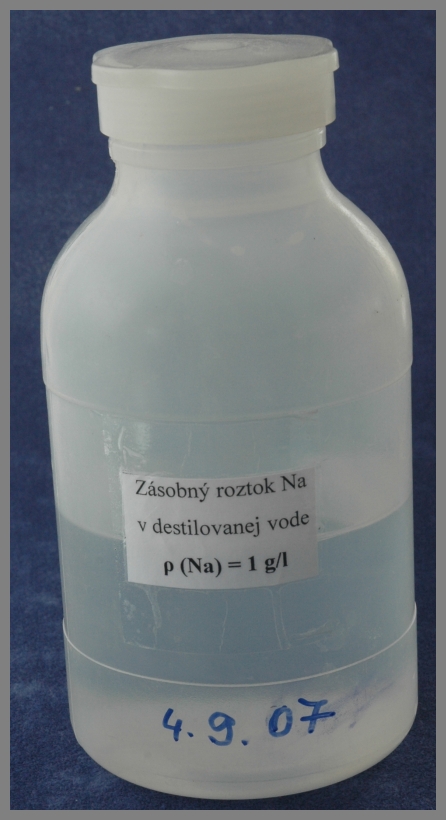 Zásobný roztok Na
v destilovanej vode
ρ (Na) = 1 g/l
4.9.07